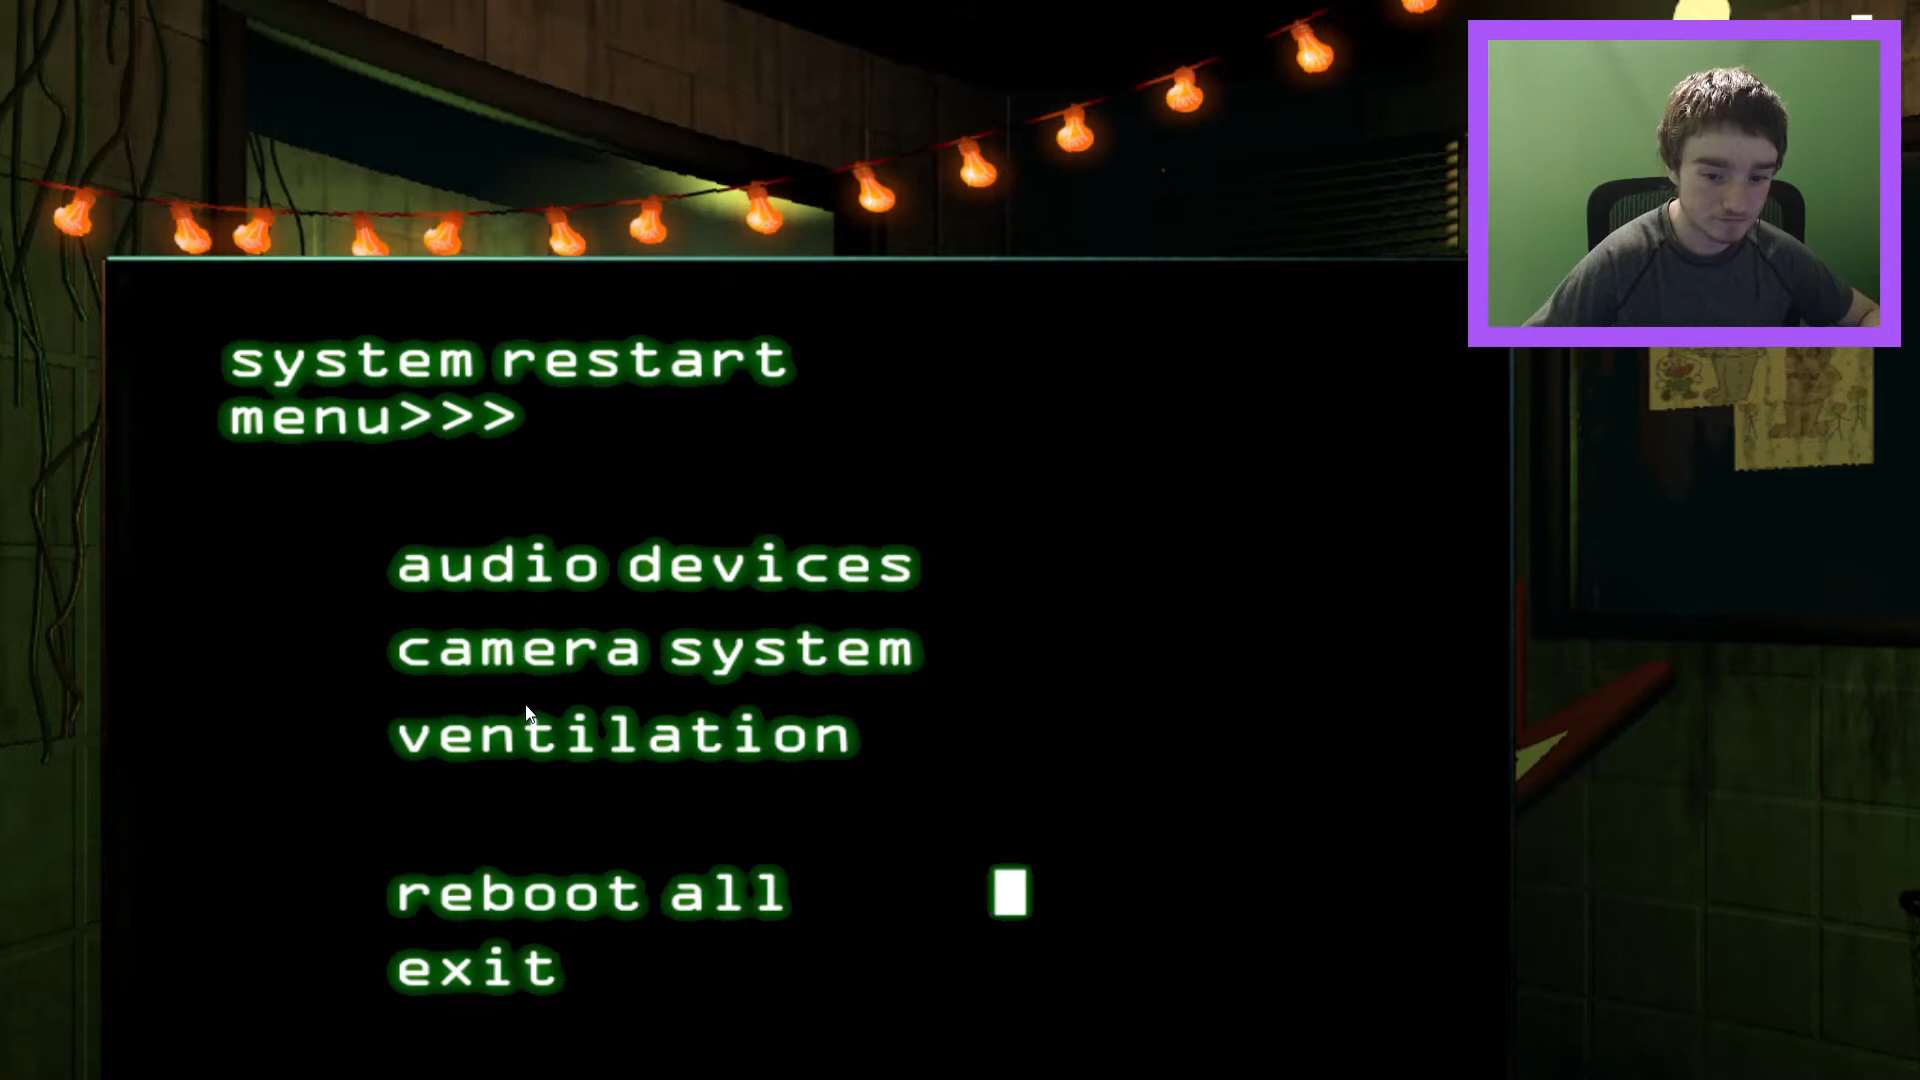 system restart
menu>>>
audio devices
camera system
ventilation
reboot all
exit